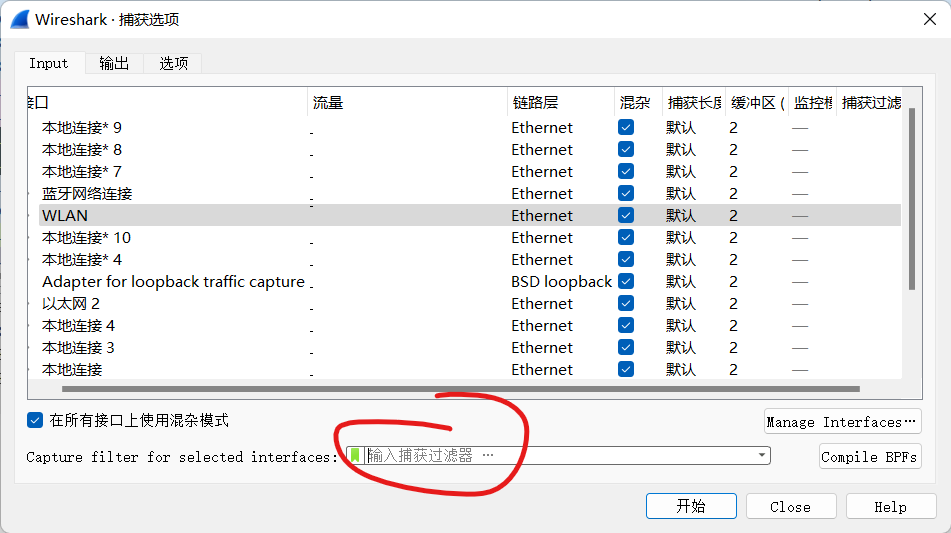 Wireshark · 捕获选项
Input 输出 选项
接口 流量 链路层 混杂 捕获长度 缓冲区 ( 监控模 捕获过滤
本地连接* 9 Ethernet 默认 2 —
本地连接* 8 Ethernet 默认 2 —
本地连接* 7 Ethernet 默认 2 —
蓝牙网络连接 Ethernet 默认 2 —
WLAN Ethernet 默认 2 —
本地连接* 10 Ethernet 默认 2 —
本地连接* 4 Ethernet 默认 2 —
Adapter for loopback traffic capture BSD loopback 默认 2 —
以太网 2 Ethernet 默认 2 —
本地连接 4 Ethernet 默认 2 —
本地连接 3 Ethernet 默认 2 —
本地连接 Ethernet 默认 2 —
在所有接口上使用混杂模式 Manage Interfaces…
Capture filter for selected interfaces: 输入捕获过滤器 … Compile BPFs
开始 Close Help